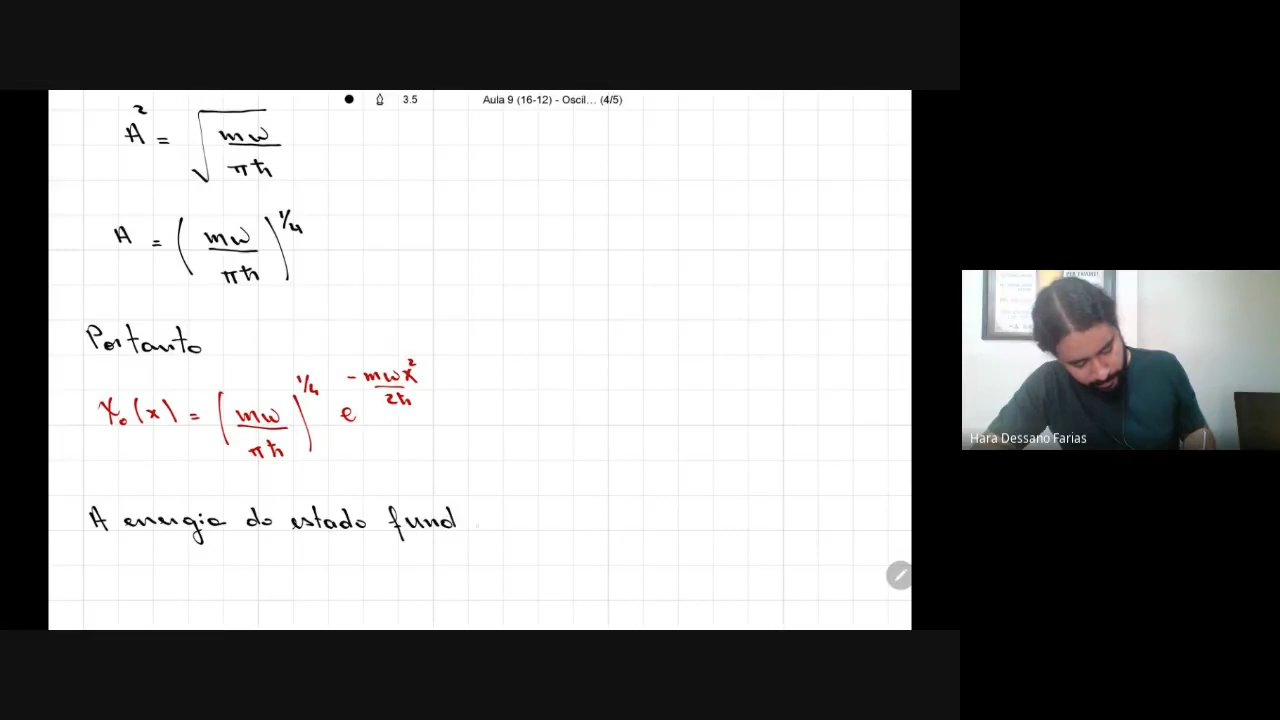 3.5 Aula 9 (16-12) - Oscil... (4/5)
A² = √(mω/πħ)
A = (mω/πħ)^1/4
Portanto
ψ₀(x) = (mω/πħ)^1/4 e^(-mωx²/2ħ)
A energia do estado fund
Hara Dessano Farias